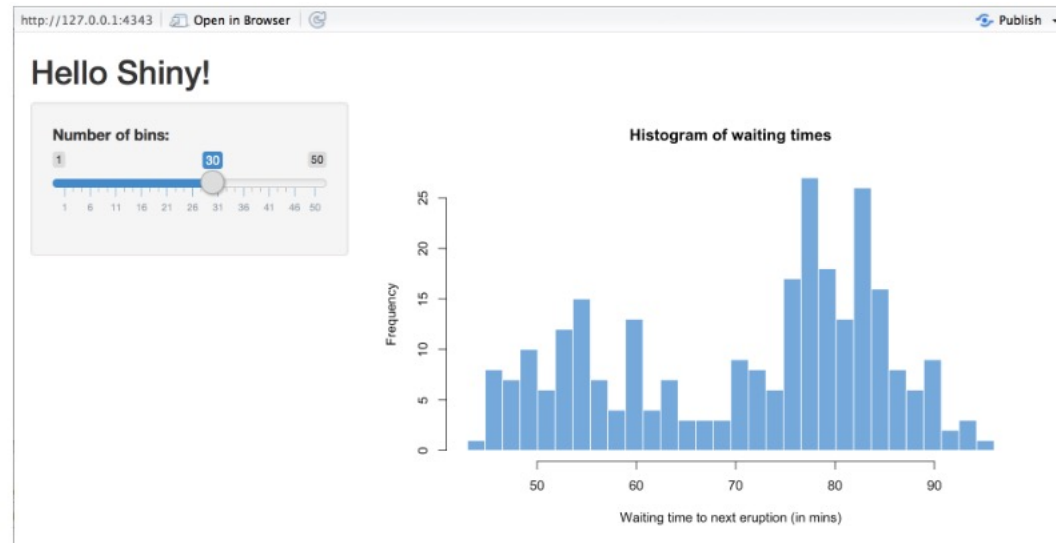 http://127.0.0.1:4343 Open in Browser Publish
Hello Shiny!
Number of bins:
1 30 50
1 6 11 16 21 26 31 36 41 46 50
Histogram of waiting times
Frequency
25
20
15
10
5
0
50 60 70 80 90
Waiting time to next eruption (in mins)